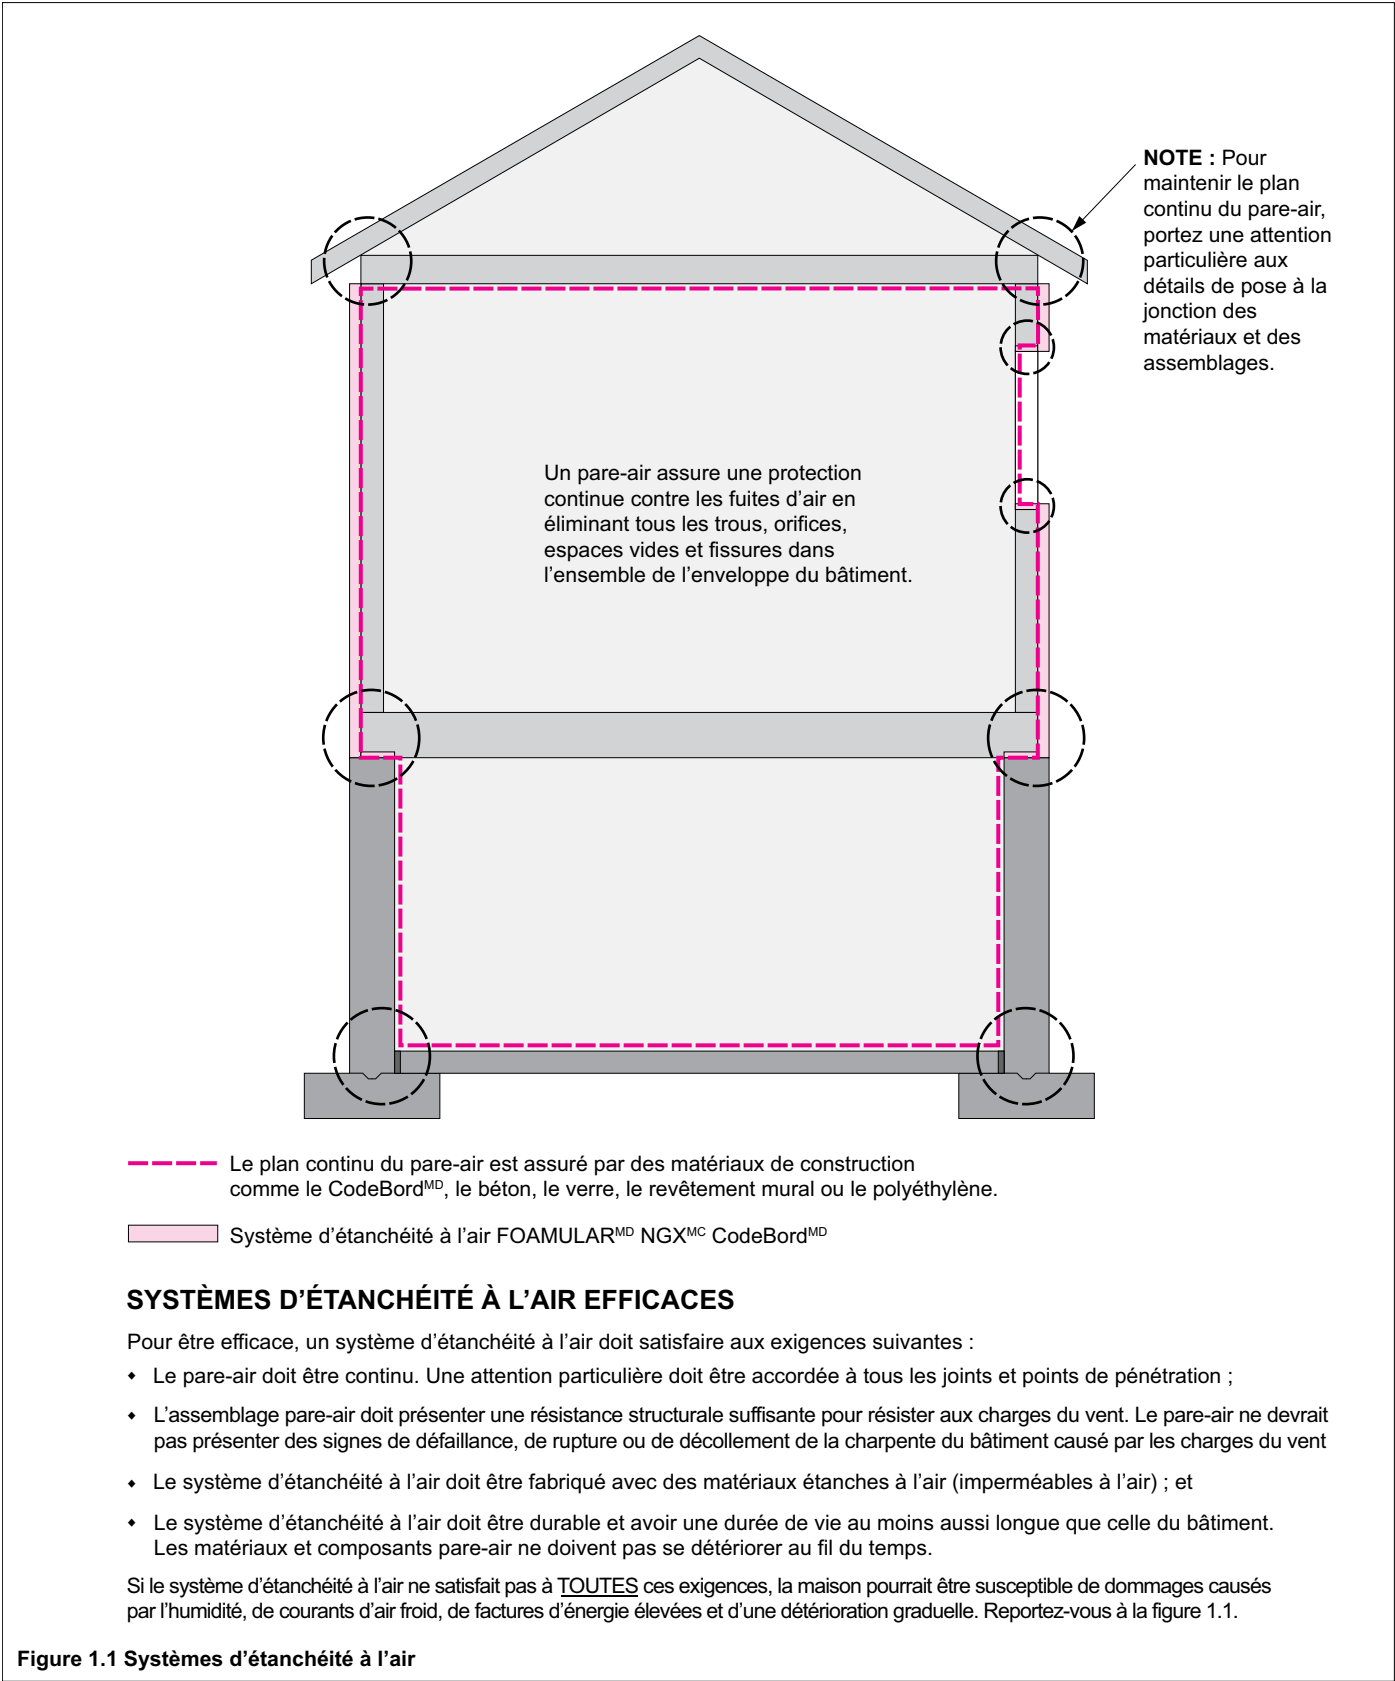 NOTE : Pour
maintenir le plan
continu du pare-air,
portez une attention
particulière aux
détails de pose à la
jonction des
matériaux et des
assemblages.
Un pare-air assure une protection
continue contre les fuites d’air en
éliminant tous les trous, orifices,
espaces vides et fissures dans
l’ensemble de l’enveloppe du bâtiment.
Le plan continu du pare-air est assuré par des matériaux de construction
comme le CodeBordMD, le béton, le verre, le revêtement mural ou le polyéthylène.
Système d’étanchéité à l’air FOAMULARMD NGXMC CodeBordMD
SYSTÈMES D’ÉTANCHÉITÉ À L’AIR EFFICACES
Pour être efficace, un système d’étanchéité à l’air doit satisfaire aux exigences suivantes :
◆ Le pare-air doit être continu. Une attention particulière doit être accordée à tous les joints et points de pénétration ;
◆ L’assemblage pare-air doit présenter une résistance structurale suffisante pour résister aux charges du vent. Le pare-air ne devrait
pas présenter des signes de défaillance, de rupture ou de décollement de la charpente du bâtiment causé par les charges du vent
◆ Le système d’étanchéité à l’air doit être fabriqué avec des matériaux étanches à l’air (imperméables à l’air) ; et
◆ Le système d’étanchéité à l’air doit être durable et avoir une durée de vie au moins aussi longue que celle du bâtiment.
Les matériaux et composants pare-air ne doivent pas se détériorer au fil du temps.
Si le système d’étanchéité à l’air ne satisfait pas à TOUTES ces exigences, la maison pourrait être susceptible de dommages causés
par l’humidité, de courants d’air froid, de factures d’énergie élevées et d’une détérioration graduelle. Reportez-vous à la figure 1.1.
Figure 1.1 Systèmes d’étanchéité à l’air